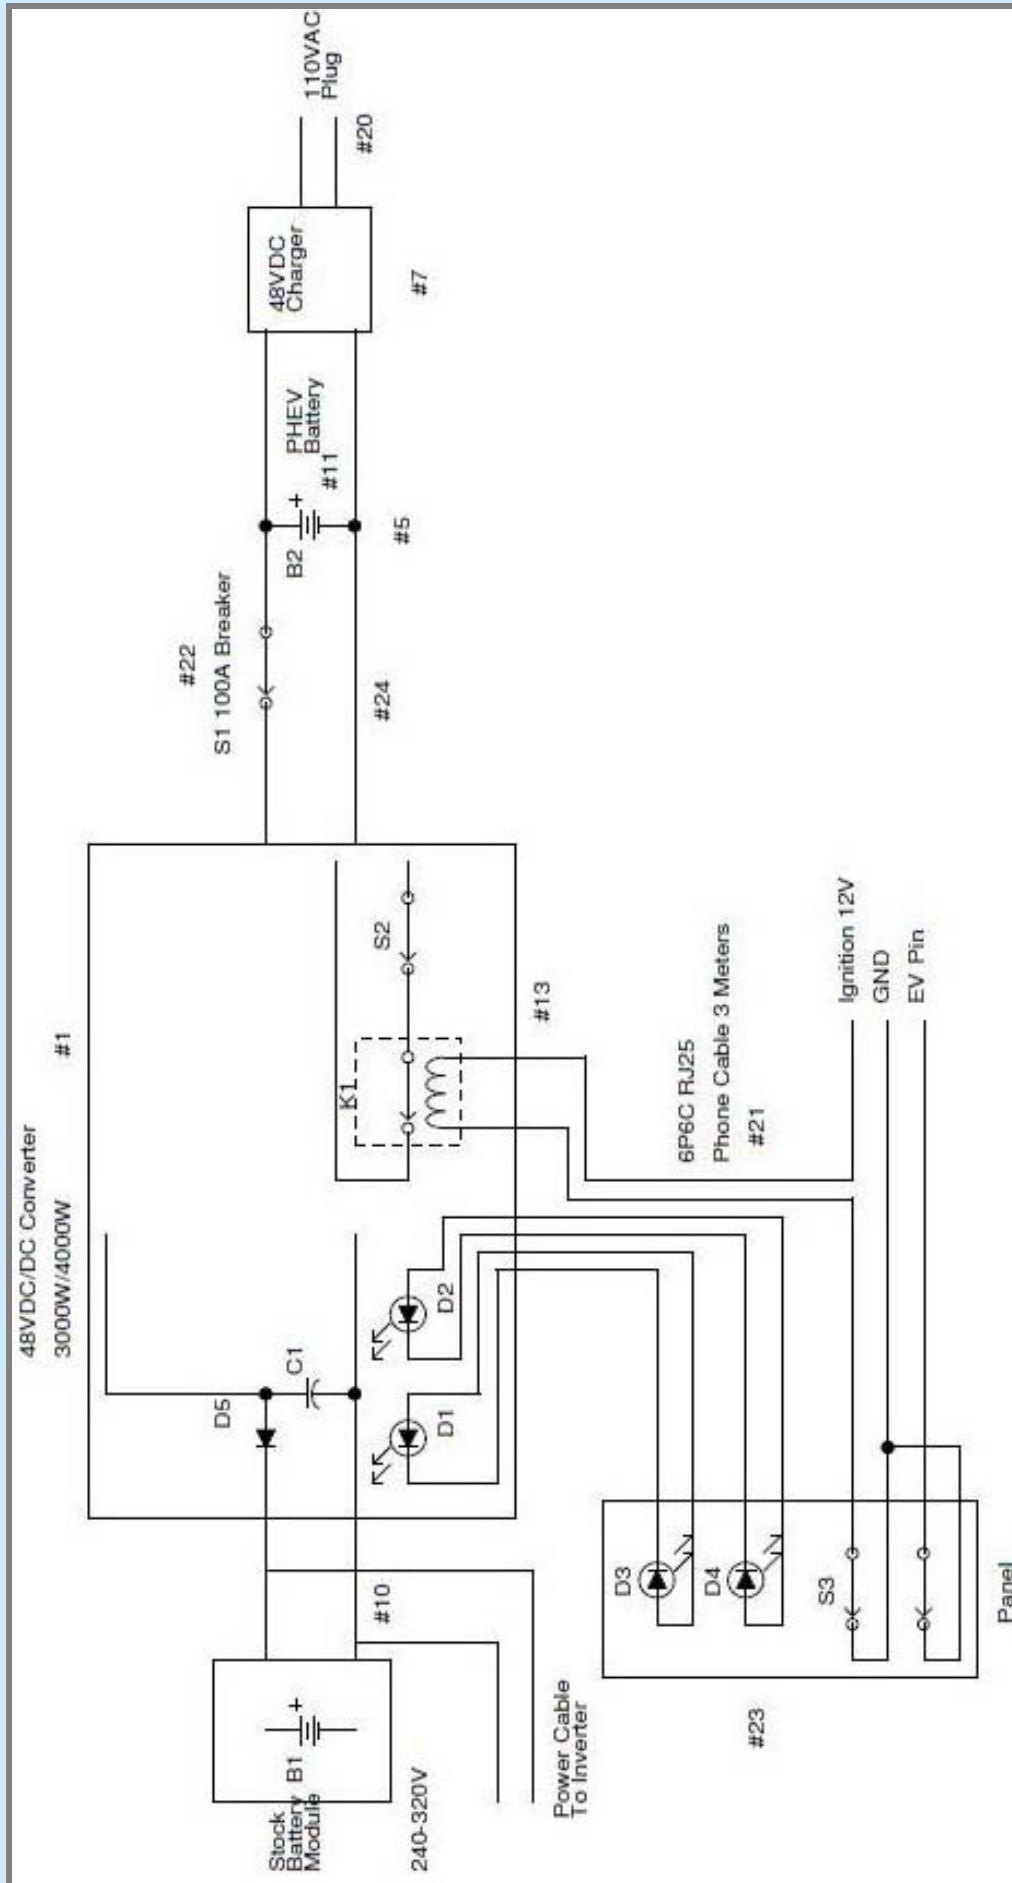 48VDC/DC Converter
3000W/4000W
#1
#22
S1 100A Breaker
Stock
Battery
Module
B1
+
240-320V
#10
D5
C1
D1
D2
K1
S2
#13
#24
B2
+
#11
#5
PHEV
Battery
48VDC
Charger
#7
110VAC
Plug
#20
Power Cable
To Inverter
6P6C RJ25
Phone Cable 3 Meters
#21
#23
D3
D4
S3
Panel
Ignition 12V
GND
EV Pin